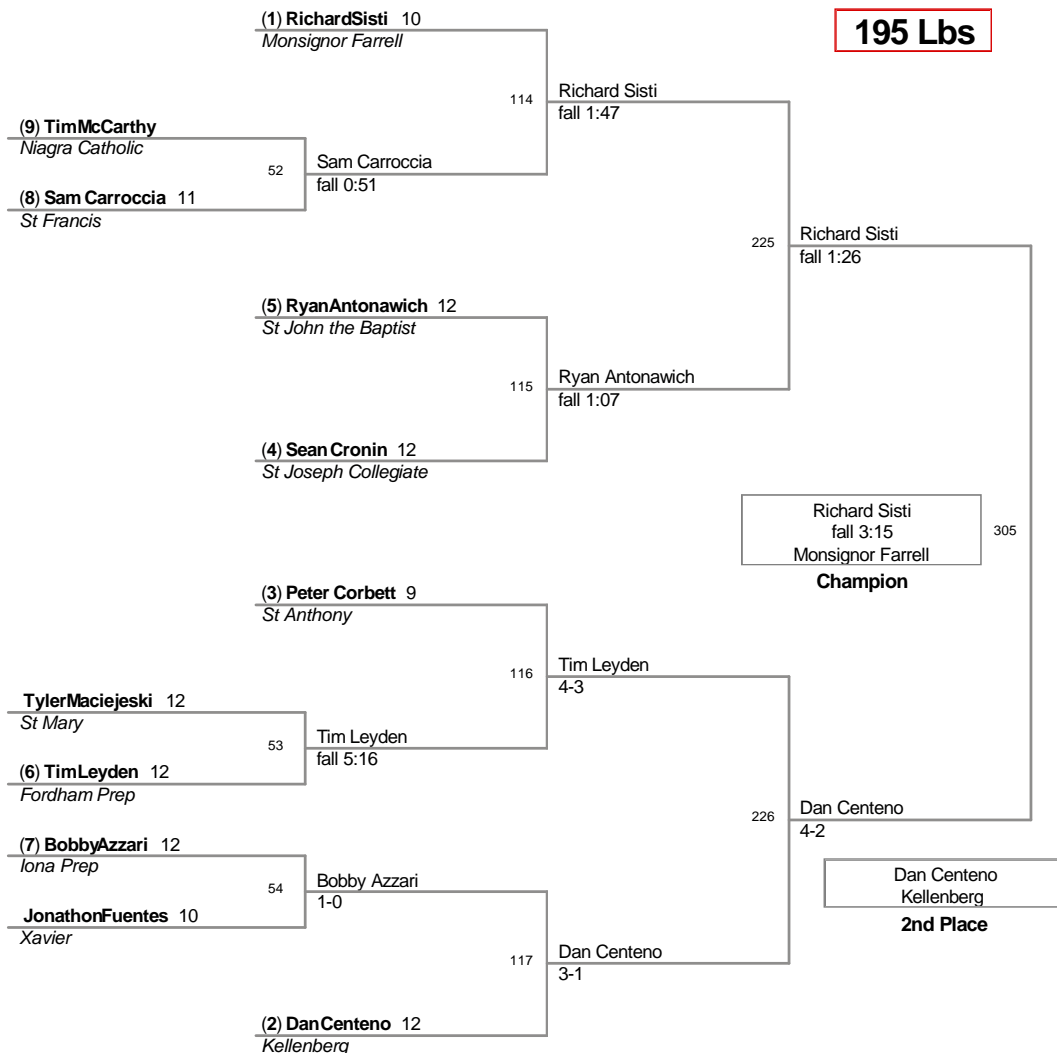 (1) RichardSisti 10
Monsignor Farrell
195 Lbs
114
Richard Sisti
fall 1:47
(9) TimMcCarthy
Niagra Catholic
52
Sam Carroccia
fall 0:51
(8) Sam Carroccia 11
St Francis
225
Richard Sisti
fall 1:26
(5) RyanAntonawich 12
St John the Baptist
115
Ryan Antonawich
fall 1:07
(4) Sean Cronin 12
St Joseph Collegiate
Richard Sisti
fall 3:15
Monsignor Farrell
305
Champion
(3) Peter Corbett 9
St Anthony
116
Tim Leyden
4-3
TylerMaciejeski 12
St Mary
53
Tim Leyden
fall 5:16
(6) TimLeyden 12
Fordham Prep
226
Dan Centeno
4-2
(7) BobbyAzzari 12
Iona Prep
54
Bobby Azzari
1-0
JonathonFuentes 10
Xavier
Dan Centeno
Kellenberg
2nd Place
117
Dan Centeno
3-1
(2) DanCenteno 12
Kellenberg